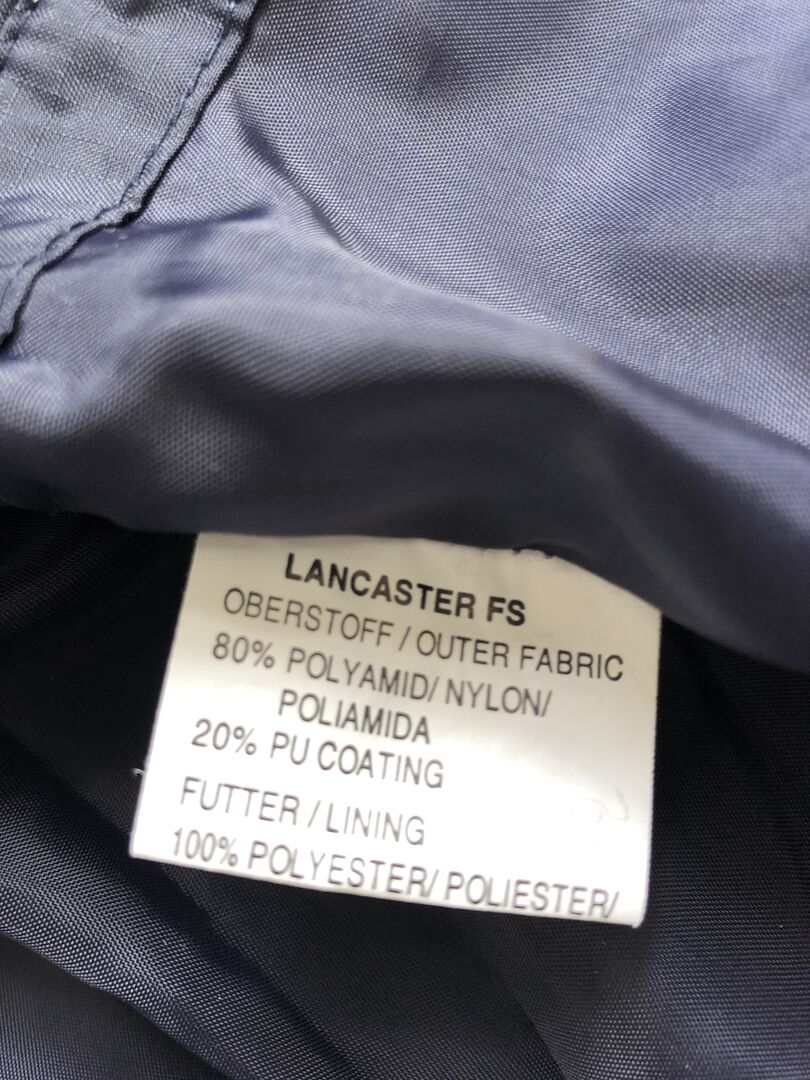 LANCASTER FS
OBERSTOFF / OUTER FABRIC
80% POLYAMID/ NYLON/
POLIAMIDA
20% PU COATING
FUTTER / LINING
100% POLYESTER/ POLIESTER/